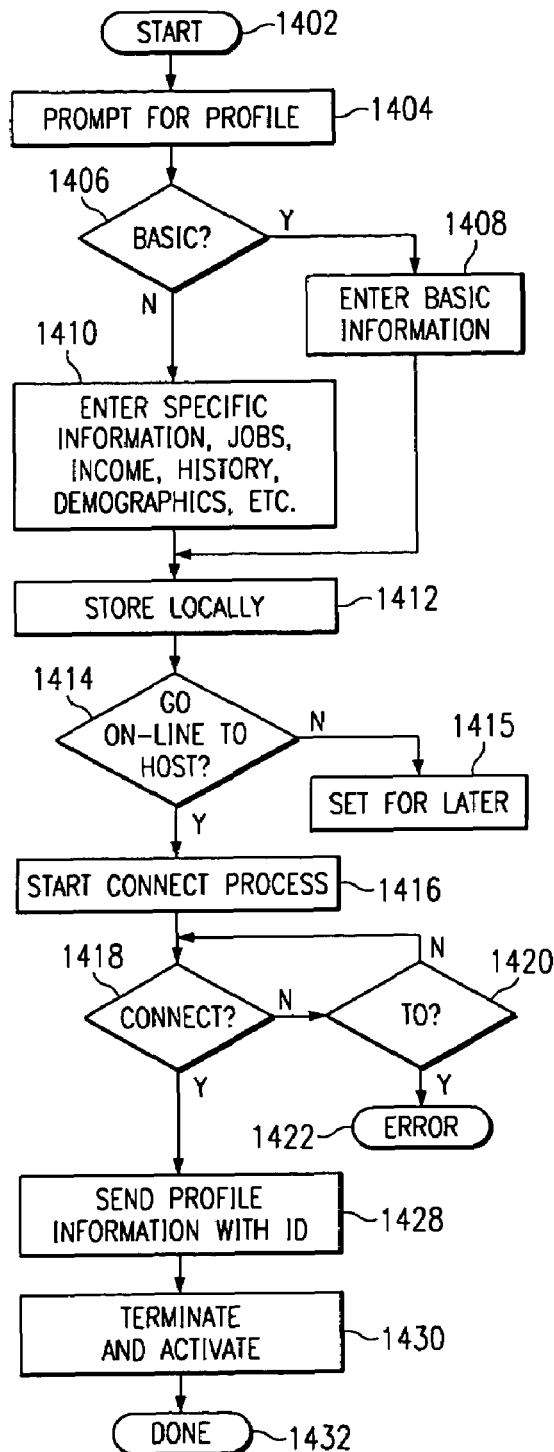 START
1402
PROMPT FOR PROFILE
1404
1406
BASIC?
Y
N
1408
ENTER BASIC
INFORMATION
1410
ENTER SPECIFIC
INFORMATION, JOBS,
INCOME, HISTORY,
DEMOGRAPHICS, ETC.
STORE LOCALLY
1412
1414
GO
ON-LINE TO
HOST?
N
Y
1415
SET FOR LATER
START CONNECT PROCESS
1416
1418
CONNECT?
N
Y
N
1420
TO?
Y
1422
ERROR
SEND PROFILE
INFORMATION WITH ID
1428
TERMINATE
AND ACTIVATE
1430
DONE
1432